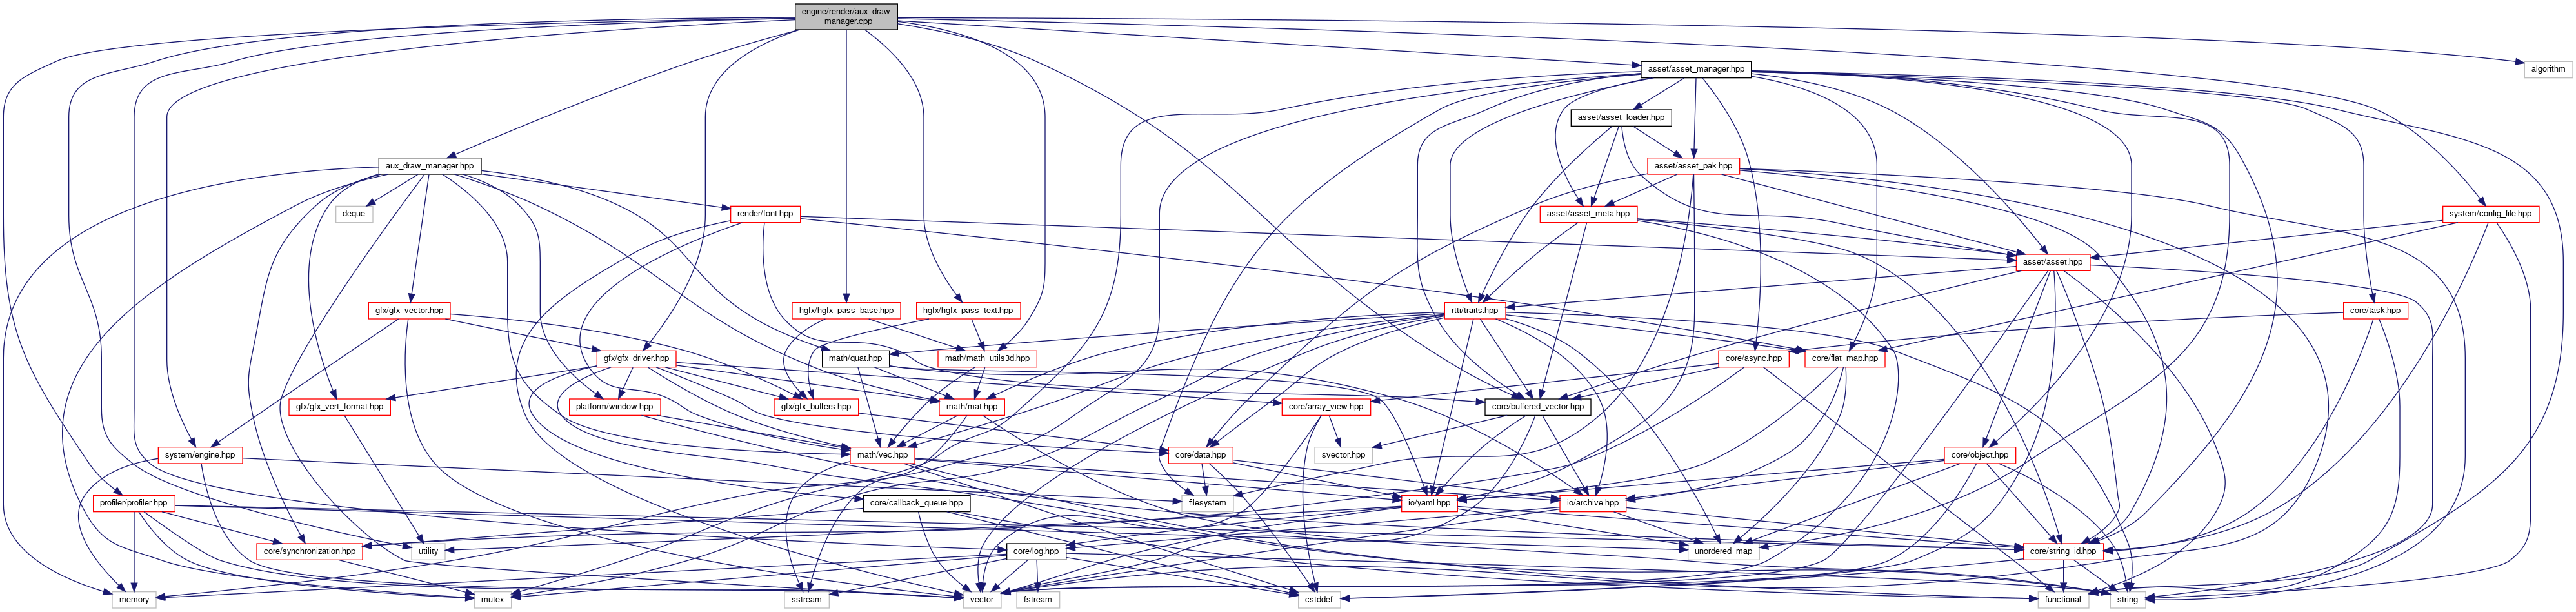 engine/render/aux_draw
_manager.cpp
asset/asset_manager.hpp
algorithm
asset/asset_loader.hpp
aux_draw_manager.hpp
asset/asset_pak.hpp
deque
render/font.hpp
asset/asset_meta.hpp
system/config_file.hpp
asset/asset.hpp
gfx/gfx_vector.hpp
hgfx/hgfx_pass_base.hpp
hgfx/hgfx_pass_text.hpp
rtti/traits.hpp
core/task.hpp
gfx/gfx_driver.hpp
math/quat.hpp
math/math_utils3d.hpp
core/async.hpp
core/flat_map.hpp
gfx/gfx_vert_format.hpp
platform/window.hpp
gfx/gfx_buffers.hpp
math/mat.hpp
core/array_view.hpp
core/buffered_vector.hpp
system/engine.hpp
math/vec.hpp
core/data.hpp
svector.hpp
core/object.hpp
profiler/profiler.hpp
core/callback_queue.hpp
filesystem
io/yaml.hpp
io/archive.hpp
core/synchronization.hpp
utility
core/log.hpp
unordered_map
core/string_id.hpp
memory
mutex
sstream
vector
fstream
cstddef
functional
string